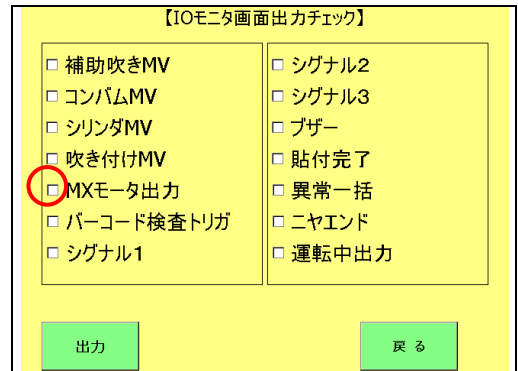 【IOモニタ画面出力チェック】
補助吹きMV
コンバムMV
シリンダMV
吹き付けMV
MXモータ出力
バーコード検査トリガ
シグナル1
シグナル2
シグナル3
ブザー
貼付完了
異常一括
ニヤエンド
運転中出力
出力
戻る